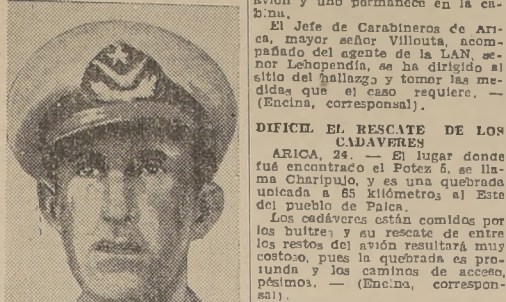 avión y uno permanece en la ca-
bina.
El Jefe de Carabineros de Ari-
ca, mayor señor Villouta, acom-
pañado del agente de la LAN, se-
nor Lehopendía, se ha dirigido al
sitio del hallazgo y tomor las me-
didas que el caso requiere. —
(Encina, corresponsal).
DIFICIL EL RESCATE DE LOS
CADAVERES
ARICA, 24. — El lugar donde
fué encontrado el Potez 5, se lla-
ma Charipujo, y es una quebrada
unicada a 65 kilómetros al Este
del pueblo de Palca.
Los cadáveres están comidos por
los buitres y su rescate de entre
los restos del avión resultará muy
costoso, pues la quebrada es pro-
funda y los caminos de acceso,
pésimos. — (Encina, correspon-
sal).